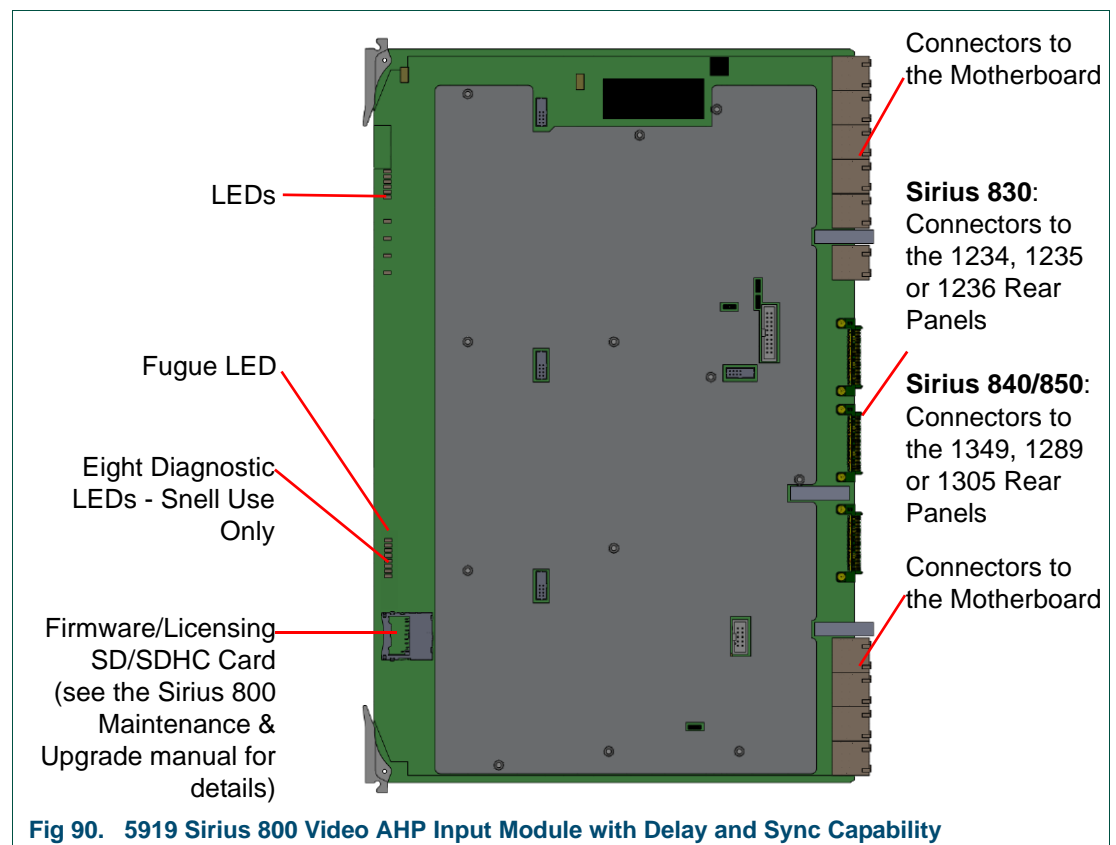 Connectors to
the Motherboard
LEDs
Sirius 830:
Connectors to
the 1234, 1235
or 1236 Rear
Panels
Fugue LED
Sirius 840/850:
Connectors to
the 1349, 1289
or 1305 Rear
Panels
Eight Diagnostic
LEDs - Snell Use
Only
Connectors to
the Motherboard
Firmware/Licensing
SD/SDHC Card
(see the Sirius 800
Maintenance &
Upgrade manual for
details)
Fig 90. 5919 Sirius 800 Video AHP Input Module with Delay and Sync Capability